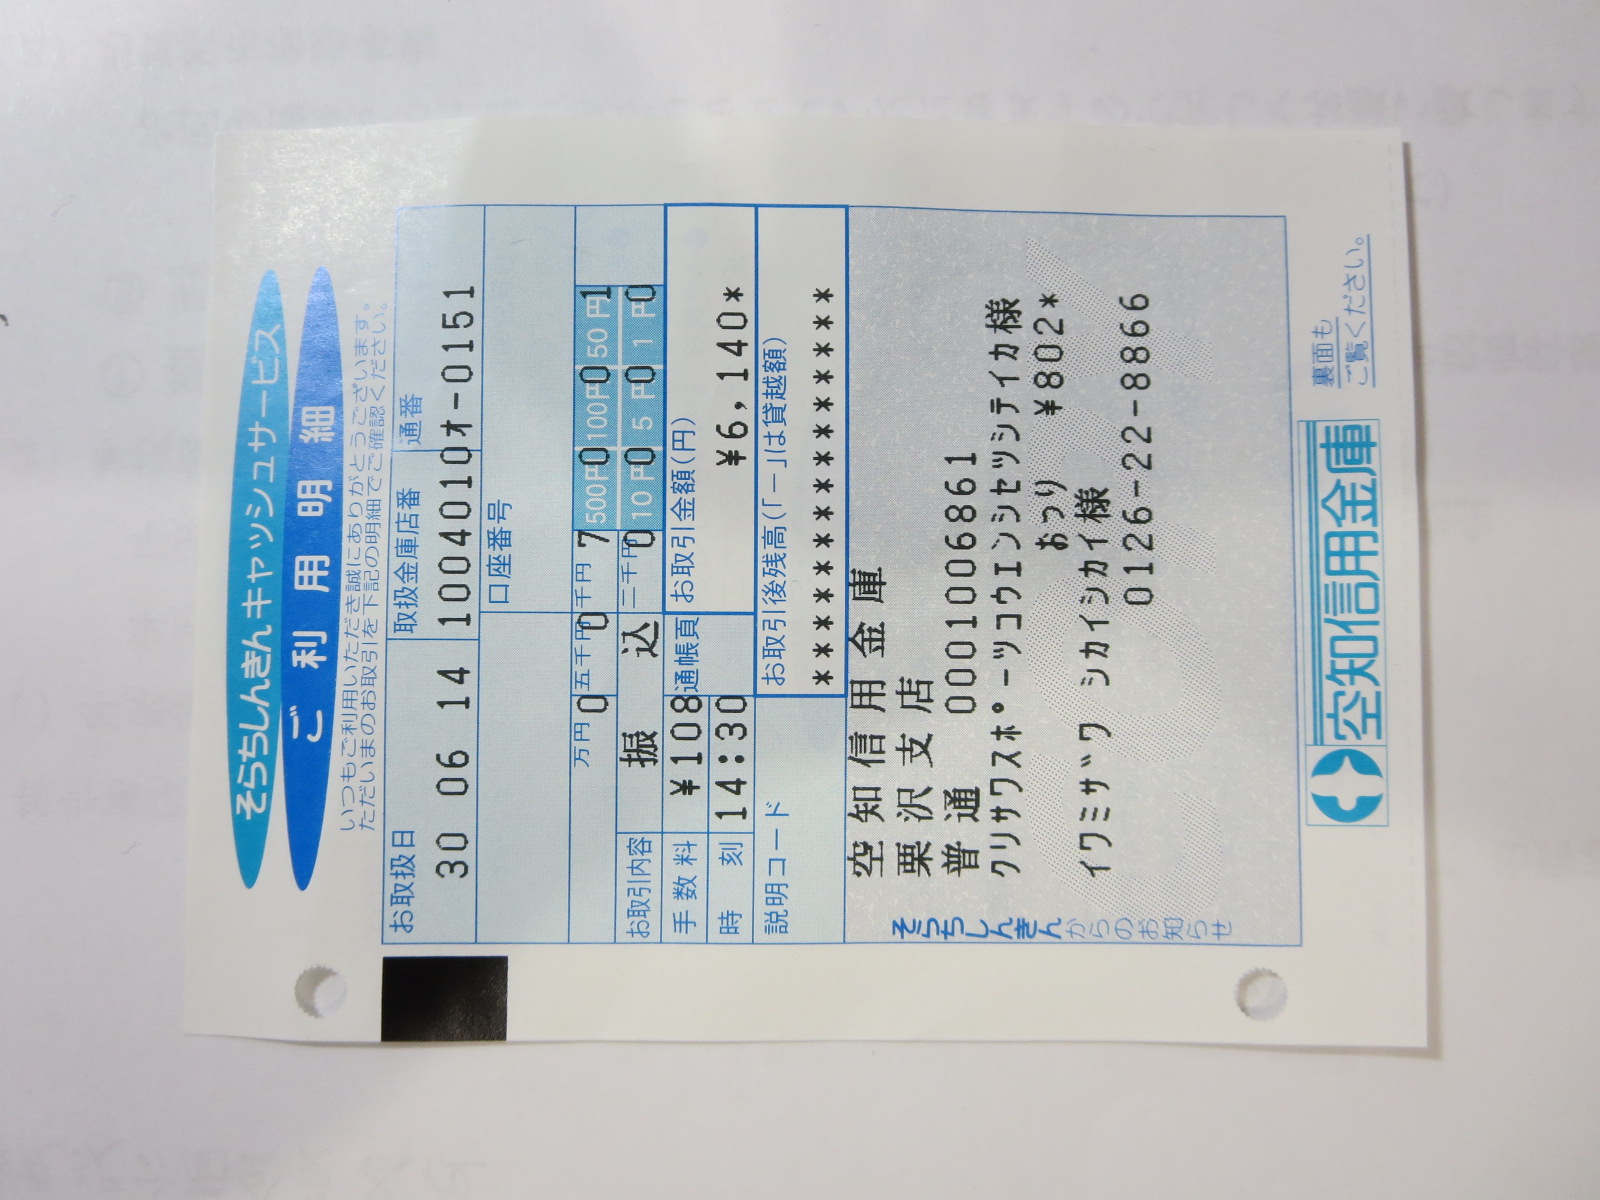 そらちしんきんキャッシュサービス
ご利用明細
いつもご利用いただき誠にありがとうございます。
ただいまのお取引を下記の明細でご確認ください。
お取扱日 取扱金庫店番 通番
30 06 14 1004010オ-0151
口座番号
万円 五千円 千円 500円 100円 50円
0 0 7 0 0 1
お取引内容 二千円 10円 5円 1円
振込 0 0 0 0
手数料 ¥108 通帳頁 お取引金額(円)
時刻 14:30 ¥6,140*
説明コード お取引後残高(「-」は貸越額)
***************
空知信用金庫
栗沢支店
普通 0001006861
クリサワスポーツコウエンシセツシテイカ様
おつり ¥802*
イワミザワ シカイシカイ様
0126-22-8866
そらちしんきんからのお知らせ
空知信用金庫
裏面も
ご覧ください。